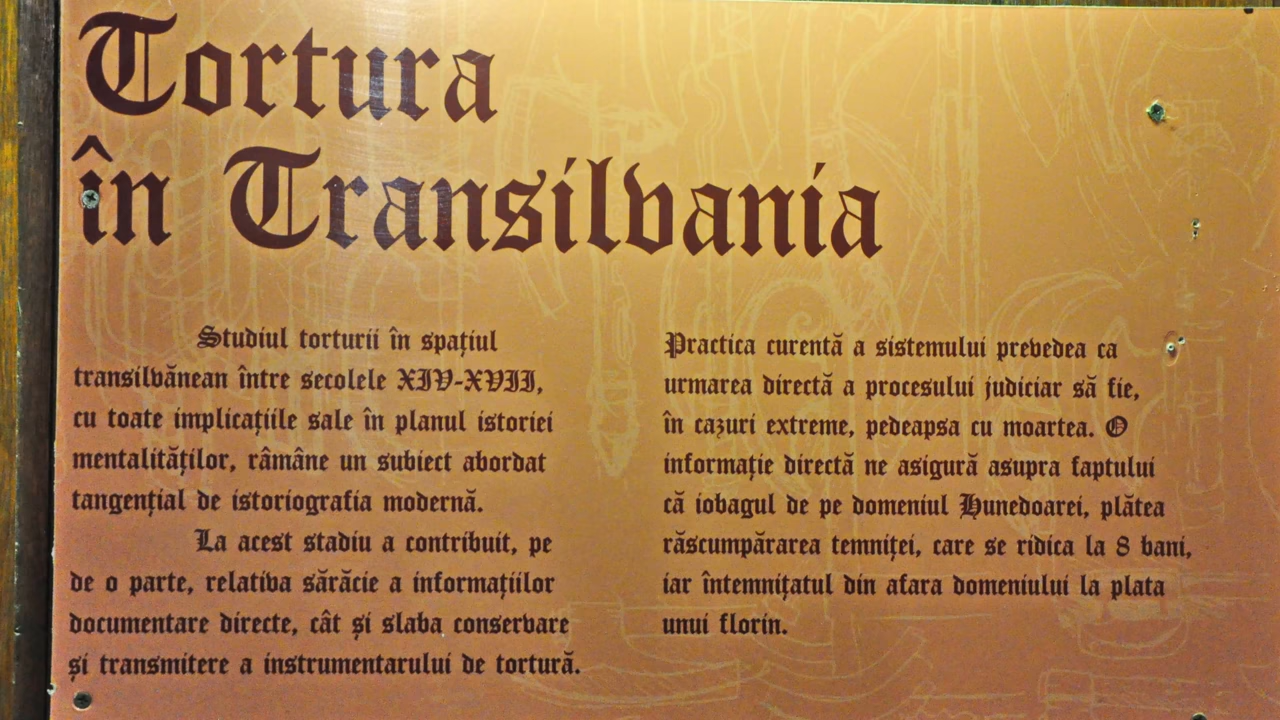 Tortura
în Transilvania
Studiul torturii în spațiul
transilvănean între secolele XIV-XVII,
cu toate implicațiile sale în planul istoriei
mentalităților, râmâne un subiect abordat
tangențial de istoriografia modernă.
La acest stadiu a contribuit, pe
de o parte, relativa sărăcie a informațiilor
documentare directe, cât și slaba conservare
și transmitere a instrumentarului de tortură.
Practica curentă a sistemului prevedea ca
urmarea directă a procesului judiciar să fie,
în cazuri extreme, pedeapsa cu moartea. O
informație directă ne asigură asupra faptului
că iobagul de pe domeniul Hunedoarei, plătea
răscumpărarea temniței, care se ridica la 8 bani,
iar întemnițatul din afara domeniului la plata
unui florin.